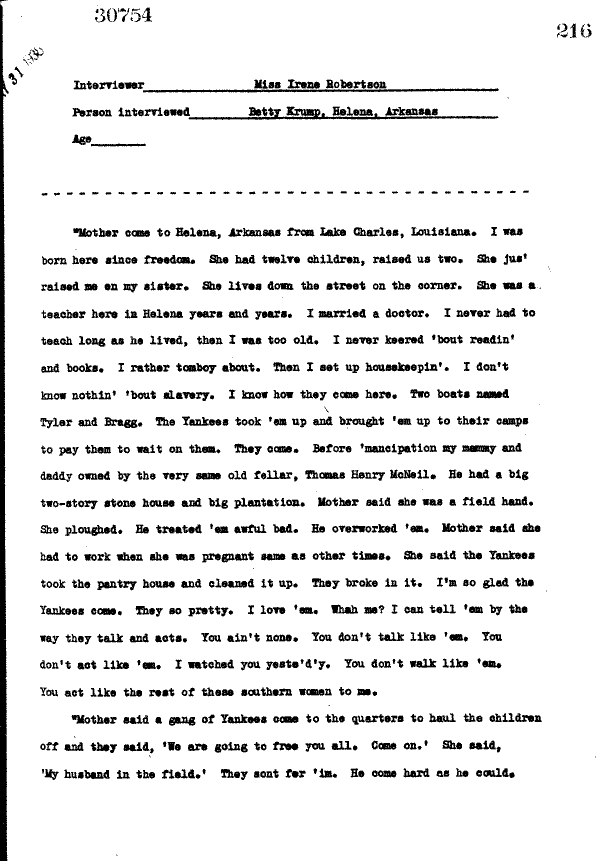 30754
216
31 1936
Interviewer Miss Irene Robertson
Person interviewed Betty Krump, Helena, Arkansas
Age
"Mother come to Helena, Arkansas from Lake Charles, Louisiana. I was
born here since freedom. She had twelve children, raised us two. She jus'
raised me en my sister. She lives down the street on the corner. She was a
teacher here in Helena years and years. I married a doctor. I never had to
teach long as he lived, then I was too old. I never keered 'bout readin'
and books. I rather tomboy about. Then I set up housekeepin'. I don't
know nothin' 'bout slavery. I know how they come here. Two boats named
Tyler and Bragg. The Yankees took 'em up and brought 'em up to their camps
to pay them to wait on them. They come. Before 'mancipation my mammy and
daddy owned by the very same old fellar, Thomas Henry McNeil. He had a big
two-story stone house and big plantation. Mother said she was a field hand.
She ploughed. He treated 'em awful bad. He overworked 'em. Mother said she
had to work when she was pregnant same as other times. She said the Yankees
took the pantry house and cleaned it up. They broke in it. I'm so glad the
Yankees come. They so pretty. I love 'em. Whah me? I can tell 'em by the
way they talk and acts. You ain't none. You don't talk like 'em. You
don't act like 'em. I watched you yeste'd'y. You don't walk like 'em.
You act like the rest of these southern women to me.
"Mother said a gang of Yankees come to the quarters to haul the children
off and they said, 'We are going to free you all. Come on.' She said,
'My husband in the field.' They sont fer 'im. He come hard as he could.